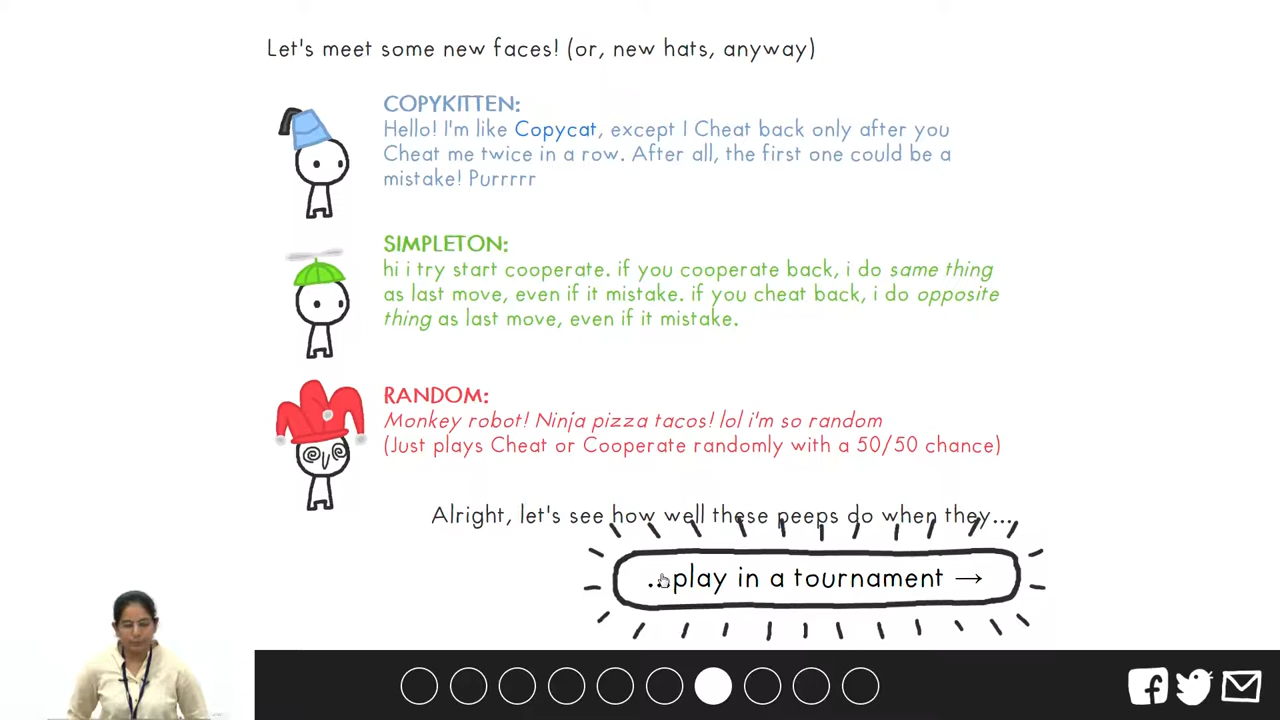 Let's meet some new faces! (or, new hats, anyway)
COPYKITTEN:
Hello! I'm like Copycat, except I Cheat back only after you
Cheat me twice in a row. After all, the first one could be a
mistake! Purrrrr
SIMPLETON:
hi i try start cooperate. if you cooperate back, i do same thing
as last move, even if it mistake. if you cheat back, i do opposite
thing as last move, even if it mistake.
RANDOM:
Monkey robot! Ninja pizza tacos! lol i'm so random
(Just plays Cheat or Cooperate randomly with a 50/50 chance)
Alright, let's see how well these peeps do when they...
...play in a tournament →